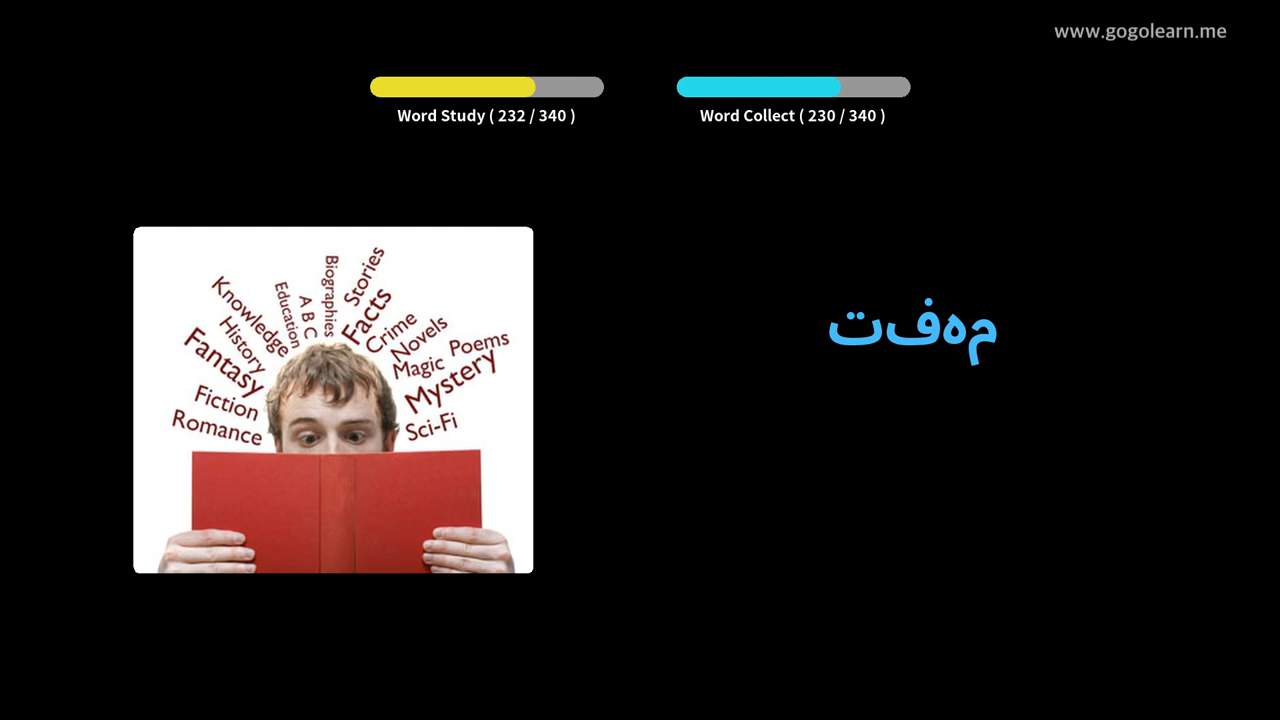 www.gogolearn.me
Word Study ( 232 / 340 )
Word Collect ( 230 / 340 )
Knowledge
History
Fantasy
Fiction
Romance
Education
A B C
Biographies
Stories
Facts
Crime
Novels
Magic
Poems
Mystery
Sci-Fi
مهفت